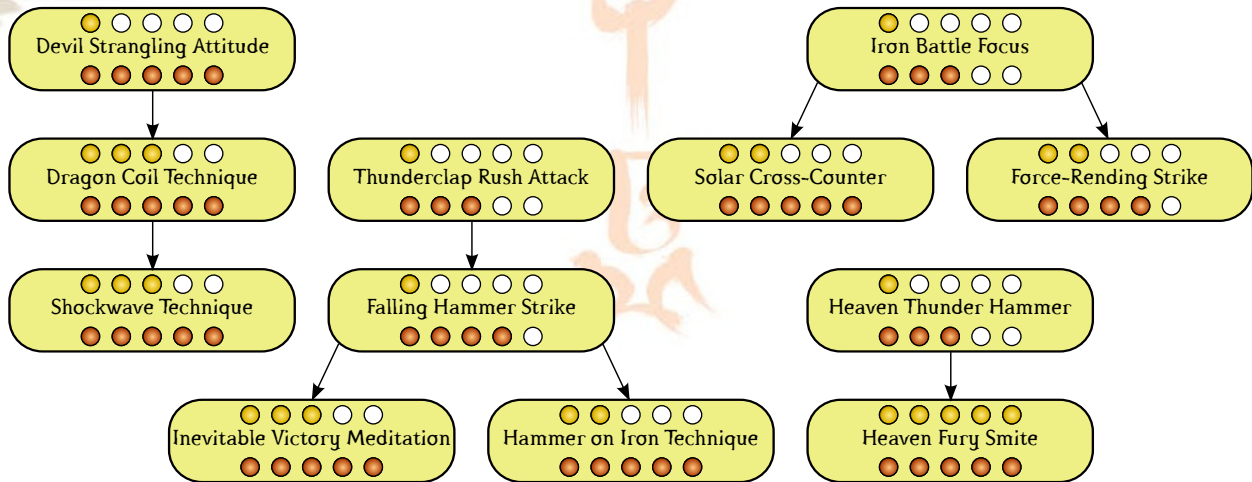 Devil Strangling Attitude
Iron Battle Focus
Dragon Coil Technique
Thunderclap Rush Attack
Solar Cross-Counter
Force-Rending Strike
Shockwave Technique
Falling Hammer Strike
Heaven Thunder Hammer
Inevitable Victory Meditation
Hammer on Iron Technique
Heaven Fury Smite